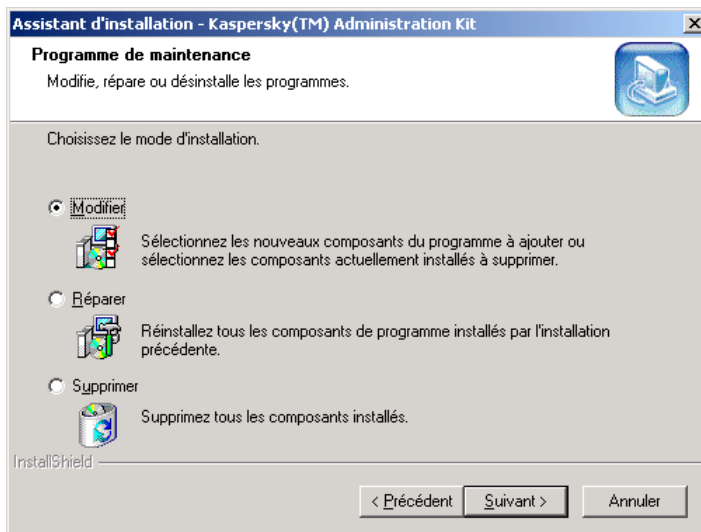 Assistant d'installation - Kaspersky(TM) Administration Kit
Programme de maintenance
Modifie, répare ou désinstalle les programmes.
Choisissez le mode d'installation.
Modifier
Sélectionnez les nouveaux composants du programme à ajouter ou
sélectionnez les composants actuellement installés à supprimer.
Réparer
Réinstallez tous les composants de programme installés par l'installation
précédente.
Supprimer
Supprimez tous les composants installés.
InstallShield
< Précédent
Suivant >
Annuler